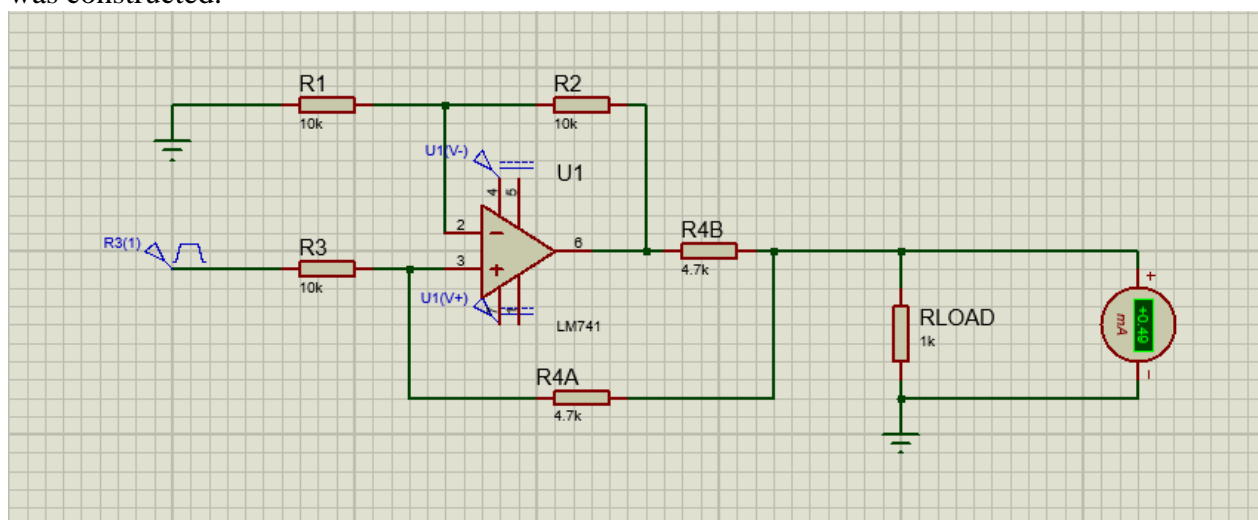 was constructed.
R1
10k
R2
10k
U1(V-)
U1
4
5
2
6
R4B
4.7k
R3(1)
R3
10k
3
U1(V+)
LM741
RLOAD
1k
+
+0.49
mA
R4A
4.7k